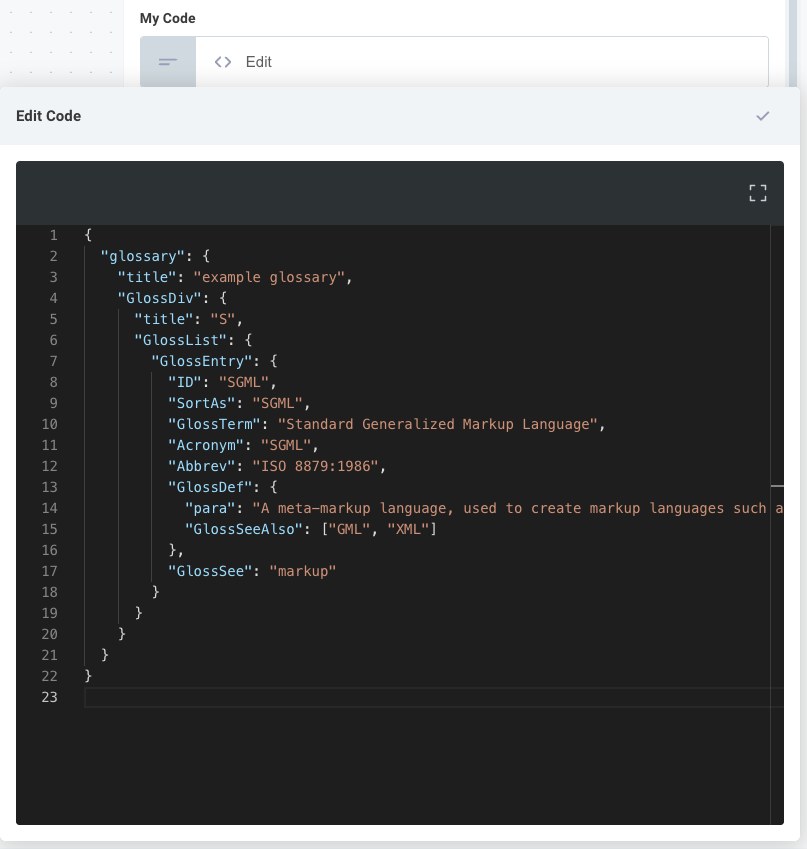 My Code
<> Edit
Edit Code
1 {
2   "glossary": {
3     "title": "example glossary",
4     "GlossDiv": {
5       "title": "S",
6       "GlossList": {
7         "GlossEntry": {
8           "ID": "SGML",
9           "SortAs": "SGML",
10           "GlossTerm": "Standard Generalized Markup Language",
11           "Acronym": "SGML",
12           "Abbrev": "ISO 8879:1986",
13           "GlossDef": {
14             "para": "A meta-markup language, used to create markup languages such a
15             "GlossSeeAlso": ["GML", "XML"]
16           },
17           "GlossSee": "markup"
18         }
19       }
20     }
21   }
22 }
23